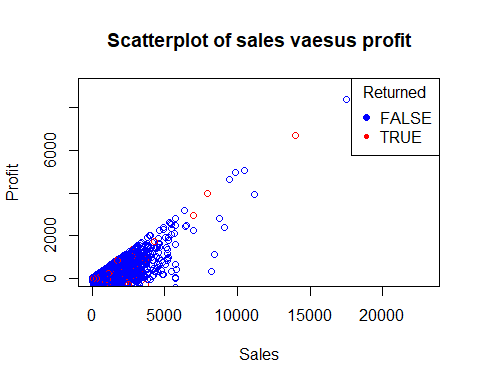 Scatterplot of sales vaesus profit
Returned
FALSE
TRUE
Profit
0
2000
6000
0
5000
10000
15000
20000
Sales